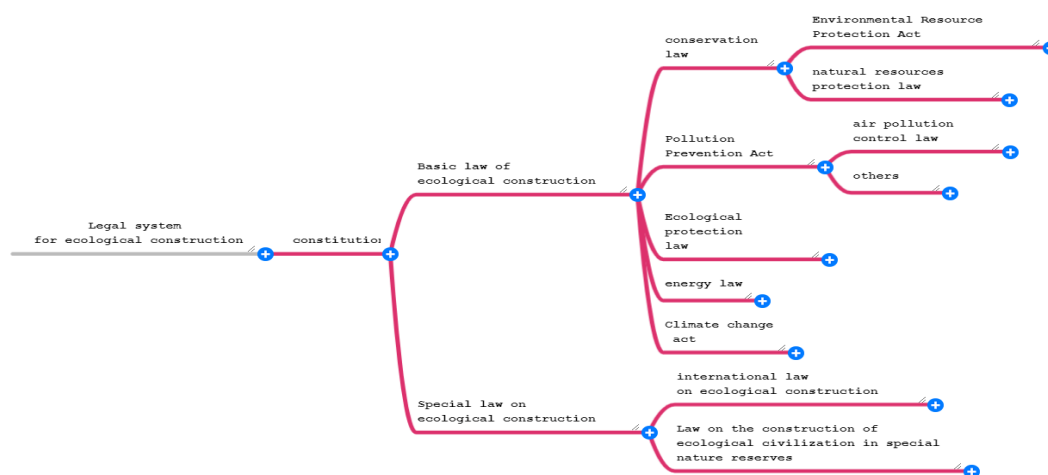 Legal system
for ecological construction
constitutio
Basic law of
ecological construction
conservation
law
Environmental Resource
Protection Act
natural resources
protection law
Pollution
Prevention Act
air pollution
control law
others
Ecological
protection
law
energy law
Climate change
act
Special law on
ecological construction
international law
on ecological construction
Law on the construction of
ecological civilization in special
nature reserves